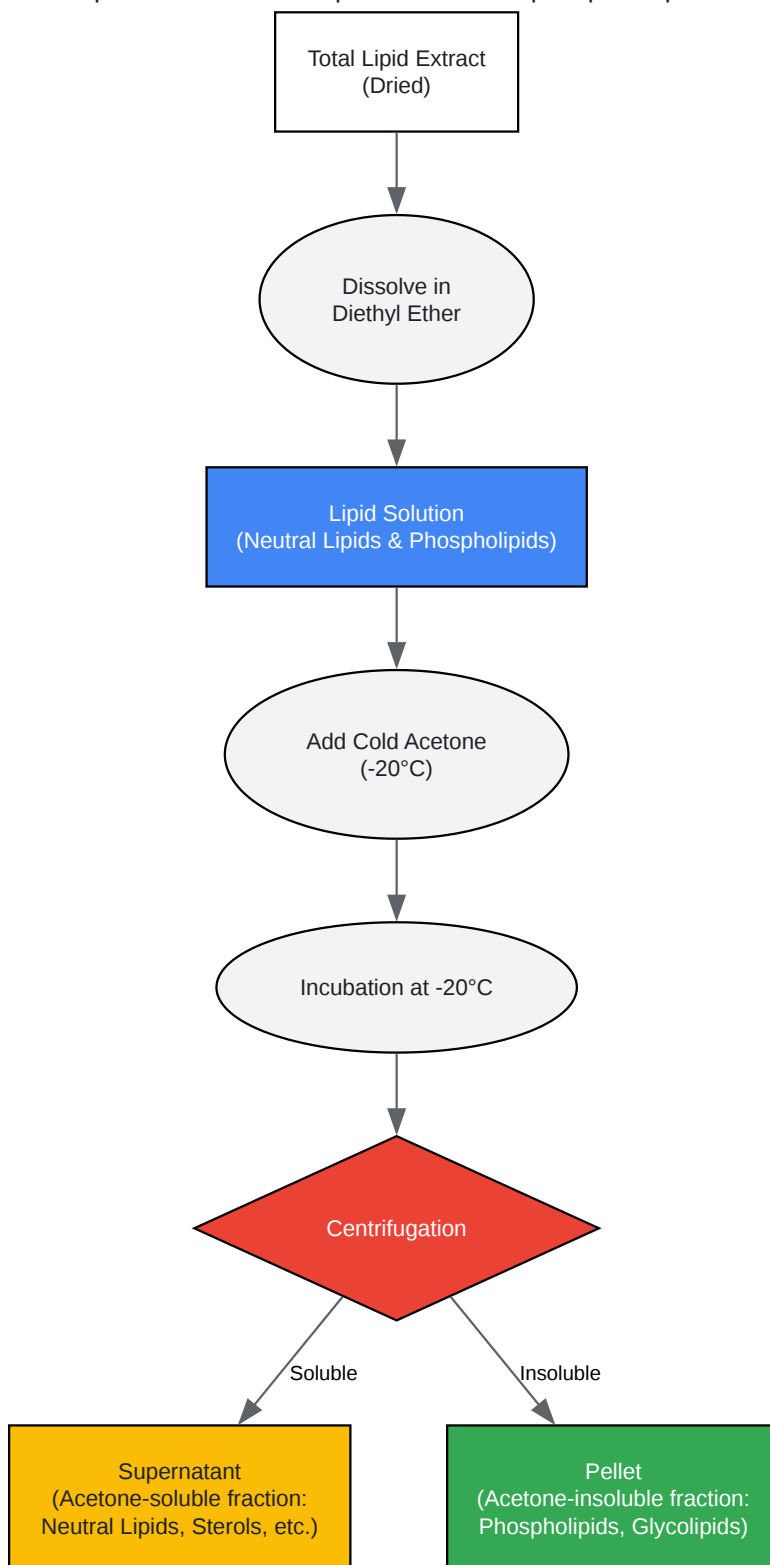 Total Lipid Extract
(Dried)
Dissolve in
Diethyl Ether
Lipid Solution
(Neutral Lipids & Phospholipids)
Add Cold Acetone
(-20°C)
Incubation at -20°C
Centrifugation
Soluble
Insoluble
Supernatant
(Acetone-soluble fraction:
Neutral Lipids, Sterols, etc.)
Pellet
(Acetone-insoluble fraction:
Phospholipids, Glycolipids)